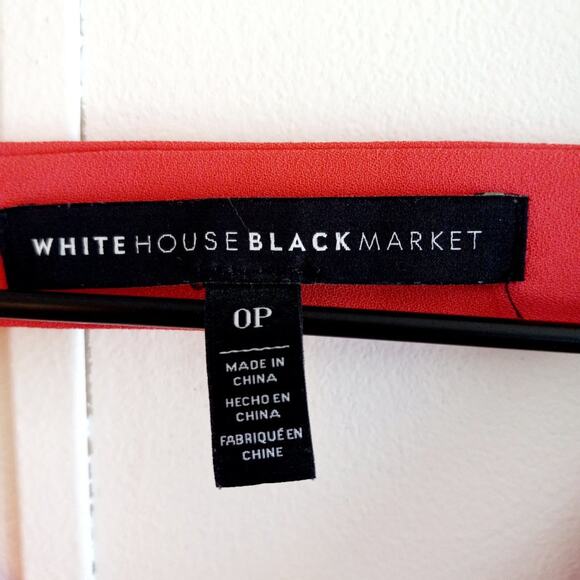 WHITE HOUSE BLACK MARKET
0P
MADE IN
CHINA
HECHO EN
CHINA
FABRIQUÉ EN
CHINE